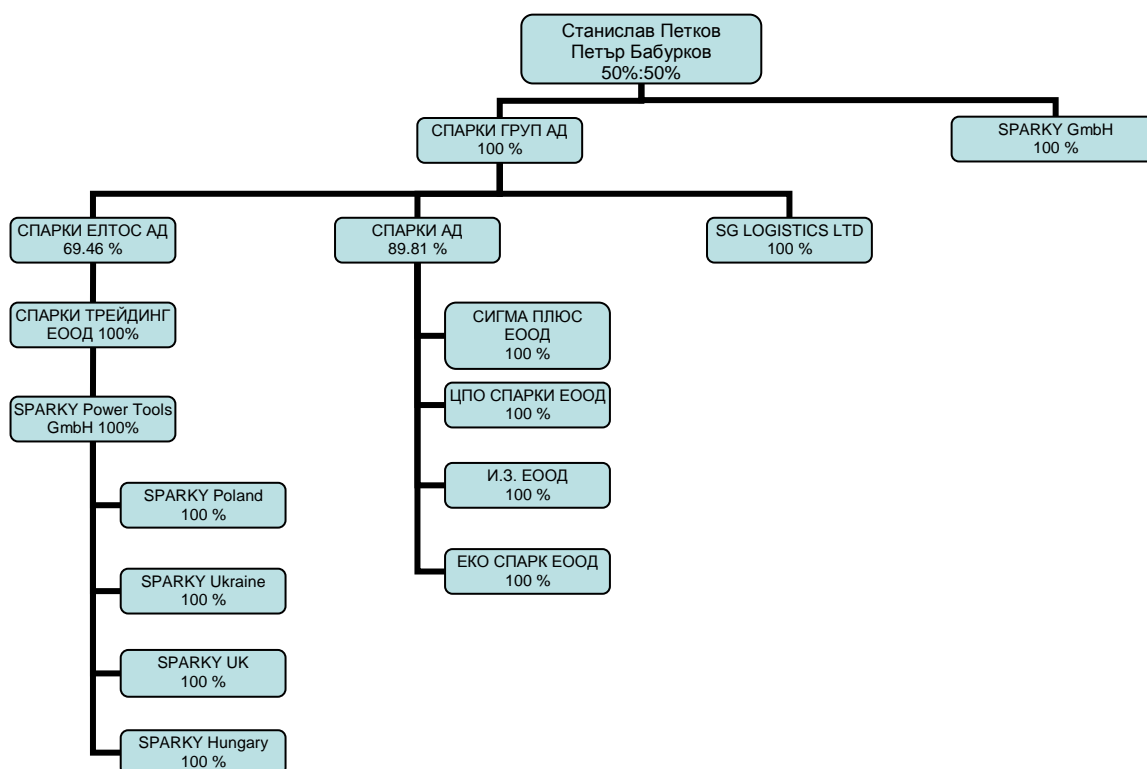 Станислав Петков
Петър Бабурков
50%:50%
СПАРКИ ГРУП АД
100 %
SPARKY GmbH
100 %
СПАРКИ ЕЛТОС АД
69.46 %
СПАРКИ АД
89.81 %
SG LOGISTICS LTD
100 %
СПАРКИ ТРЕЙДИНГ
ЕООД 100%
SPARKY Power Tools
GmbH 100%
SPARKY Poland
100 %
SPARKY Ukraine
100 %
SPARKY UK
100 %
SPARKY Hungary
100 %
СИГМА ПЛЮС
ЕООД
100 %
ЦПО СПАРКИ ЕООД
100 %
И.З. ЕООД
100 %
ЕКО СПАРК ЕООД
100 %